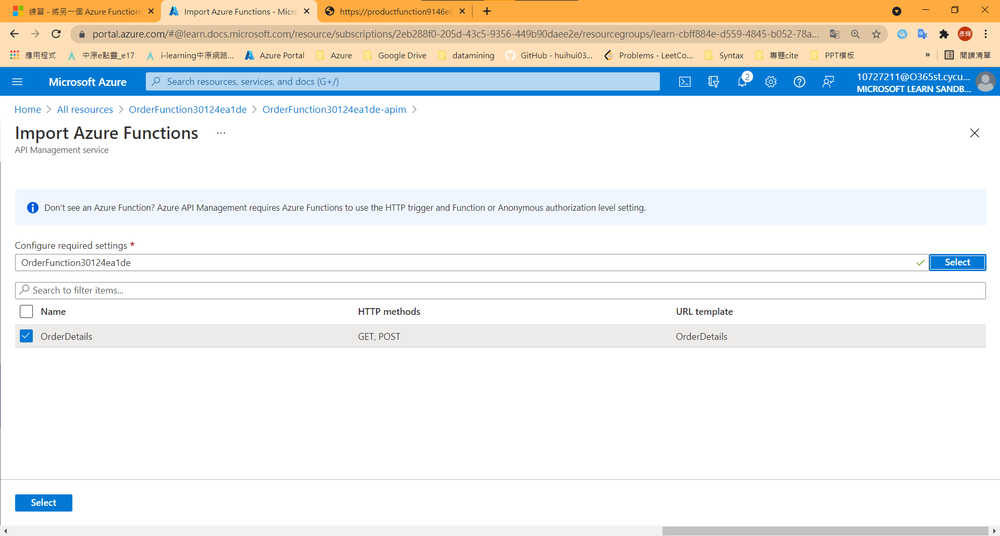 練習 - 將另一個 Azure Functions
Import Azure Functions - Micro
https://productfunction9146e8
portal.azure.com/#@learn.docs.microsoft.com/resource/subscriptions/2eb288f0-205d-43c5-9356-449b90daee2e/resourcegroups/learn-cbff884e-d559-4845-b052-78a...
彥輝
應用程式 中原e點靈_e17 i-learning中原網路... Azure Portal Azure Google Drive datamining GitHub - huihui03... Problems - LeetCo... Syntax 專題cite PPT模板 » 閱讀清單
Microsoft Azure
Search resources, services, and docs (G+/)
2
10727211@O365st.cycu...
MICROSOFT LEARN SANDB...
Home > All resources > OrderFunction30124ea1de > OrderFunction30124ea1de-apim >
Import Azure Functions ...
API Management service
Don't see an Azure Function? Azure API Management requires Azure Functions to use the HTTP trigger and Function or Anonymous authorization level setting.
Configure required settings *
OrderFunction30124ea1de
Select
Search to filter items...
Name HTTP methods URL template
OrderDetails GET, POST OrderDetails
Select